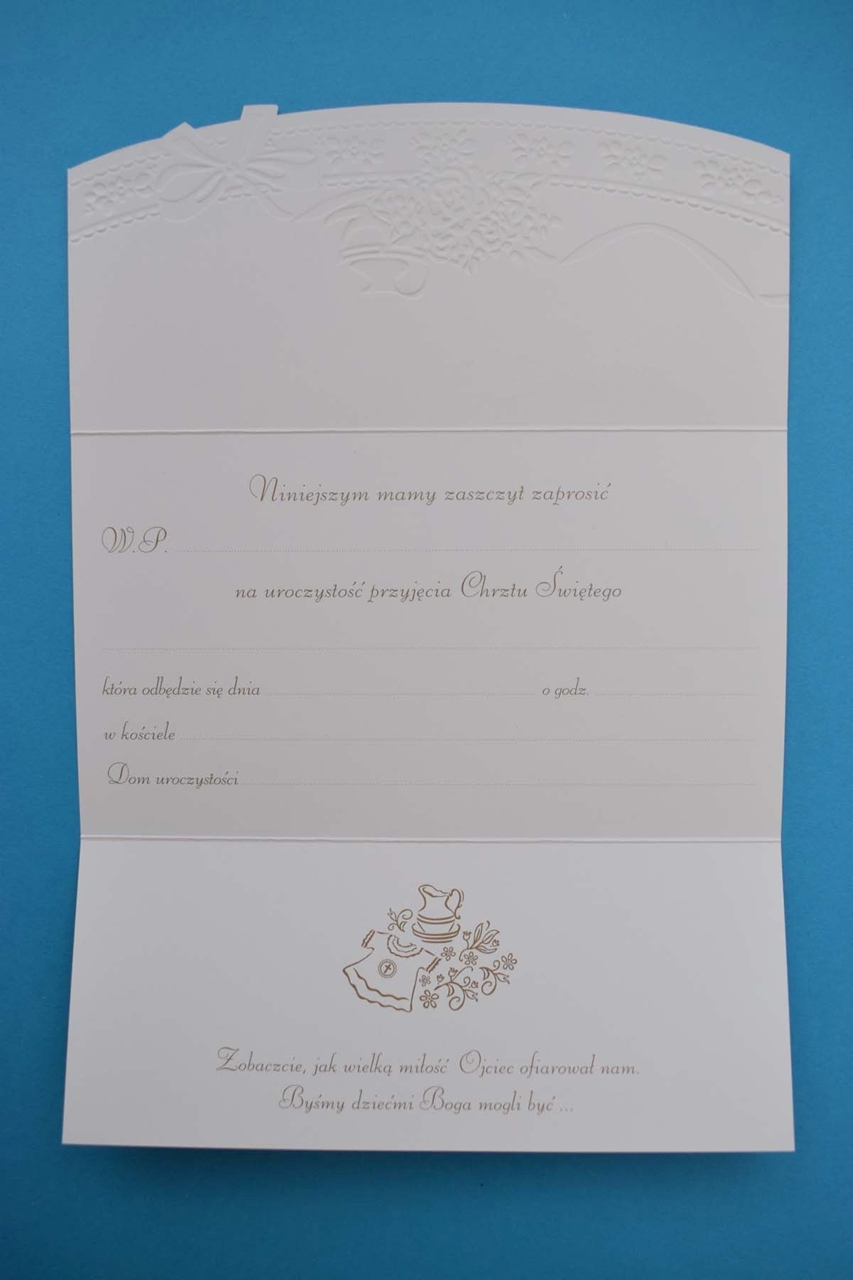 Niniejszym mamy zaszczyt zaprosić
W.P.
na uroczystość przyjęcia Chrztu Świętego
która odbędzie się dnia o godz.
w kościele
Dom uroczystości
Zobaczcie, jak wielką miłość Ojciec ofiarował nam.
Byśmy dziećmi Boga mogli być ...